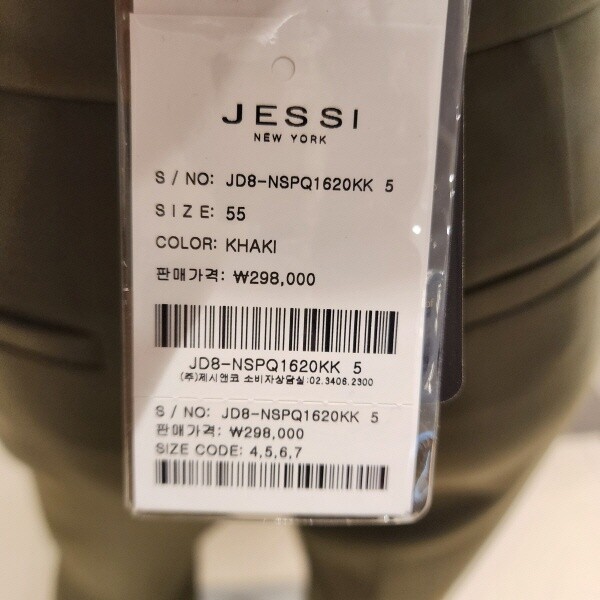 JESSI
NEW YORK
S / NO: JD8-NSPQ1620KK 5
SIZE: 55
COLOR: KHAKI
판매가격: ₩298,000
JD8-NSPQ1620KK 5
(주)제시앤코 소비자상담실:02.3406.2300
S / NO: JD8-NSPQ1620KK 5
판매가격: ₩298,000
SIZE CODE: 4,5,6,7